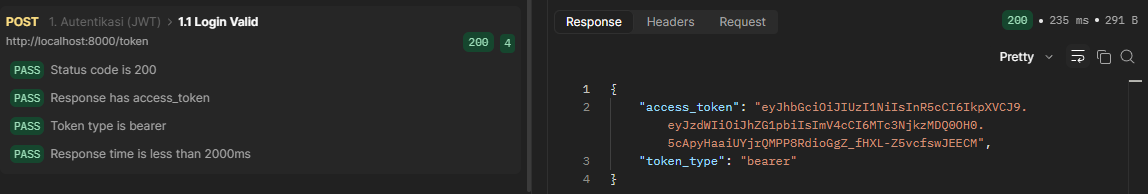 POST 1. Autentikasi (JWT) > 1.1 Login Valid
http://localhost:8000/token 200 4
PASS Status code is 200
PASS Response has access_token
PASS Token type is bearer
PASS Response time is less than 2000ms
Response Headers Request 200 • 235 ms • 291 B
Pretty
1 {
2 "access_token": "eyJhbGciOiJIUzI1NiIsInR5cCI6IkpXVCJ9.
eyJzdWIiOiJhZG1pbiIsImV4cCI6MTc3NjkzMDQ0OH0.
5cApyHaaiUYjrQMPP8RdioGgZ_fHXL-Z5vcfswJEECM",
3 "token_type": "bearer"
4 }